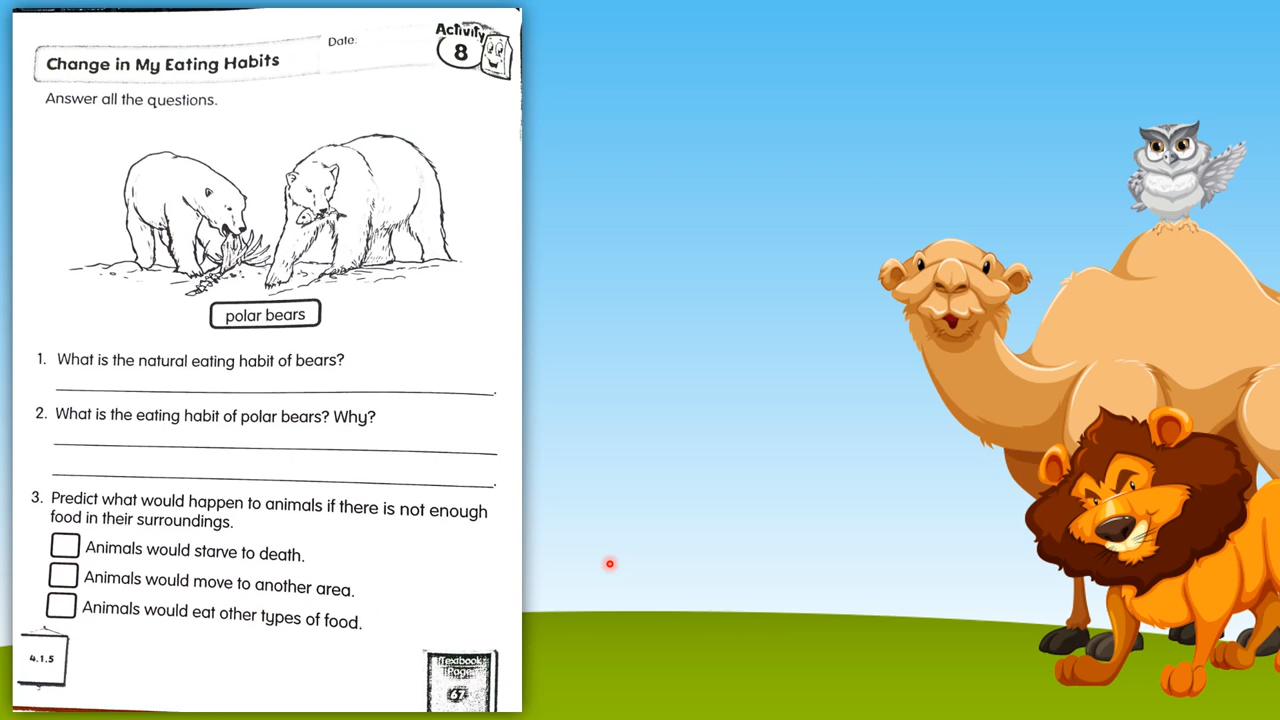 Activity
8
Date:
Change in My Eating Habits
Answer all the questions.
polar bears
1. What is the natural eating habit of bears?
2. What is the eating habit of polar bears? Why?
3. Predict what would happen to animals if there is not enough
food in their surroundings.
Animals would starve to death.
Animals would move to another area.
Animals would eat other types of food.
4.1.5
Textbook
Page
67